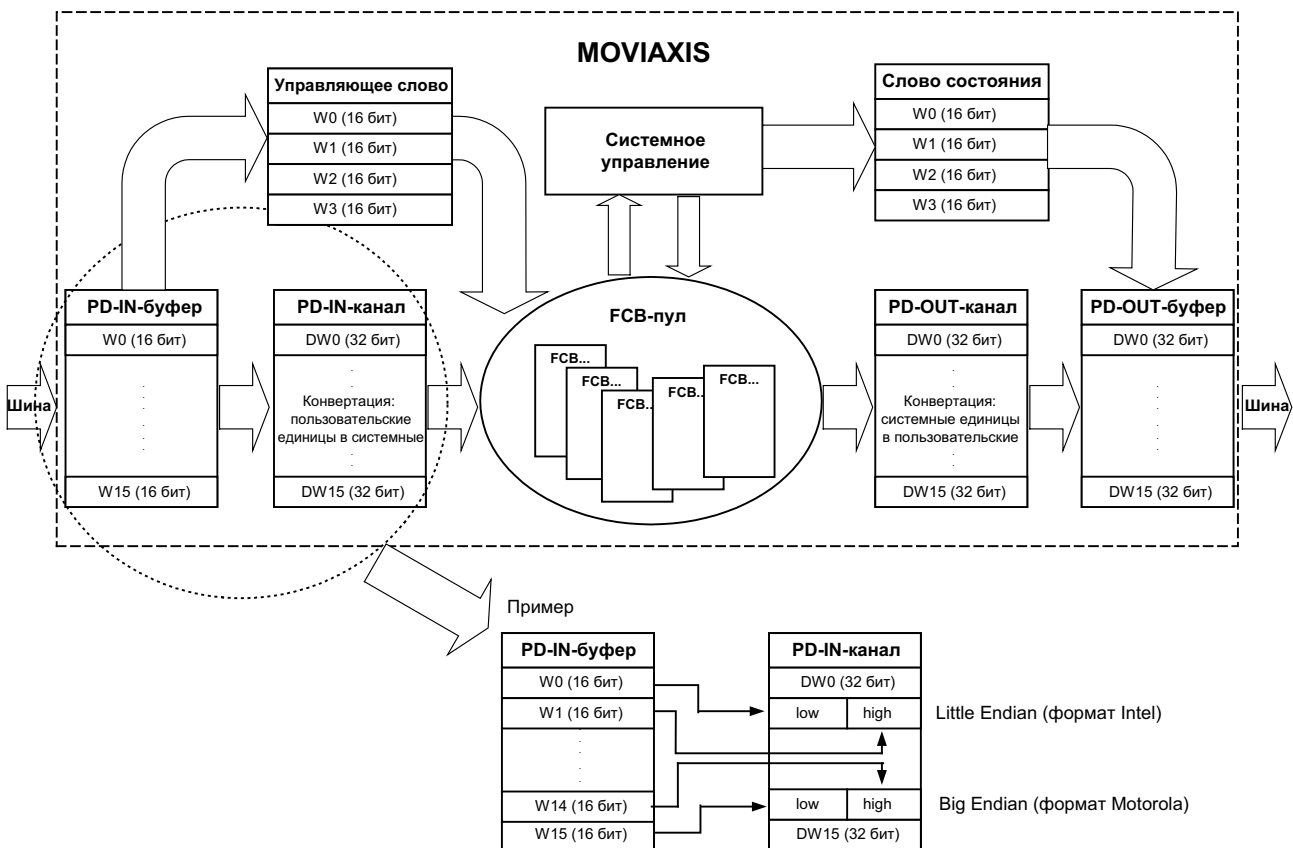 MOVIAXIS
Управляющее слово
W0 (16 бит)
W1 (16 бит)
W2 (16 бит)
W3 (16 бит)
Системное
управление
Слово состояния
W0 (16 бит)
W1 (16 бит)
W2 (16 бит)
W3 (16 бит)
Шина
PD-IN-буфер
W0 (16 бит)
W15 (16 бит)
PD-IN-канал
DW0 (32 бит)
Конвертация:
пользовательские
единицы в системные
DW15 (32 бит)
FCB-пул
FCB...
FCB...
FCB..
FCB..
FCB...
PD-OUT-канал
DW0 (32 бит)
Конвертация:
системные единицы
в пользовательские
DW15 (32 бит)
PD-OUT-буфер
DW0 (32 бит)
DW15 (32 бит)
Шина
Пример
PD-IN-буфер
W0 (16 бит)
W1 (16 бит)
W14 (16 бит)
W15 (16 бит)
PD-IN-канал
DW0 (32 бит)
low high
low high
DW15 (32 бит)
Little Endian (формат Intel)
Big Endian (формат Motorola)